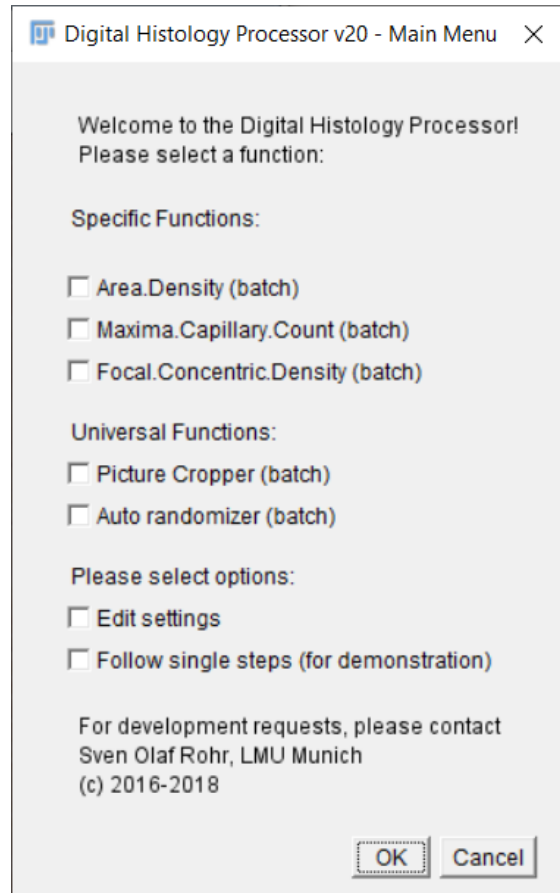 Digital Histology Processor v20 - Main Menu
Welcome to the Digital Histology Processor!
Please select a function:
Specific Functions:
Area.Density (batch)
Maxima.Capillary.Count (batch)
Focal.Concentric.Density (batch)
Universal Functions:
Picture Cropper (batch)
Auto randomizer (batch)
Please select options:
Edit settings
Follow single steps (for demonstration)
For development requests, please contact
Sven Olaf Rohr, LMU Munich
(c) 2016-2018
OK Cancel